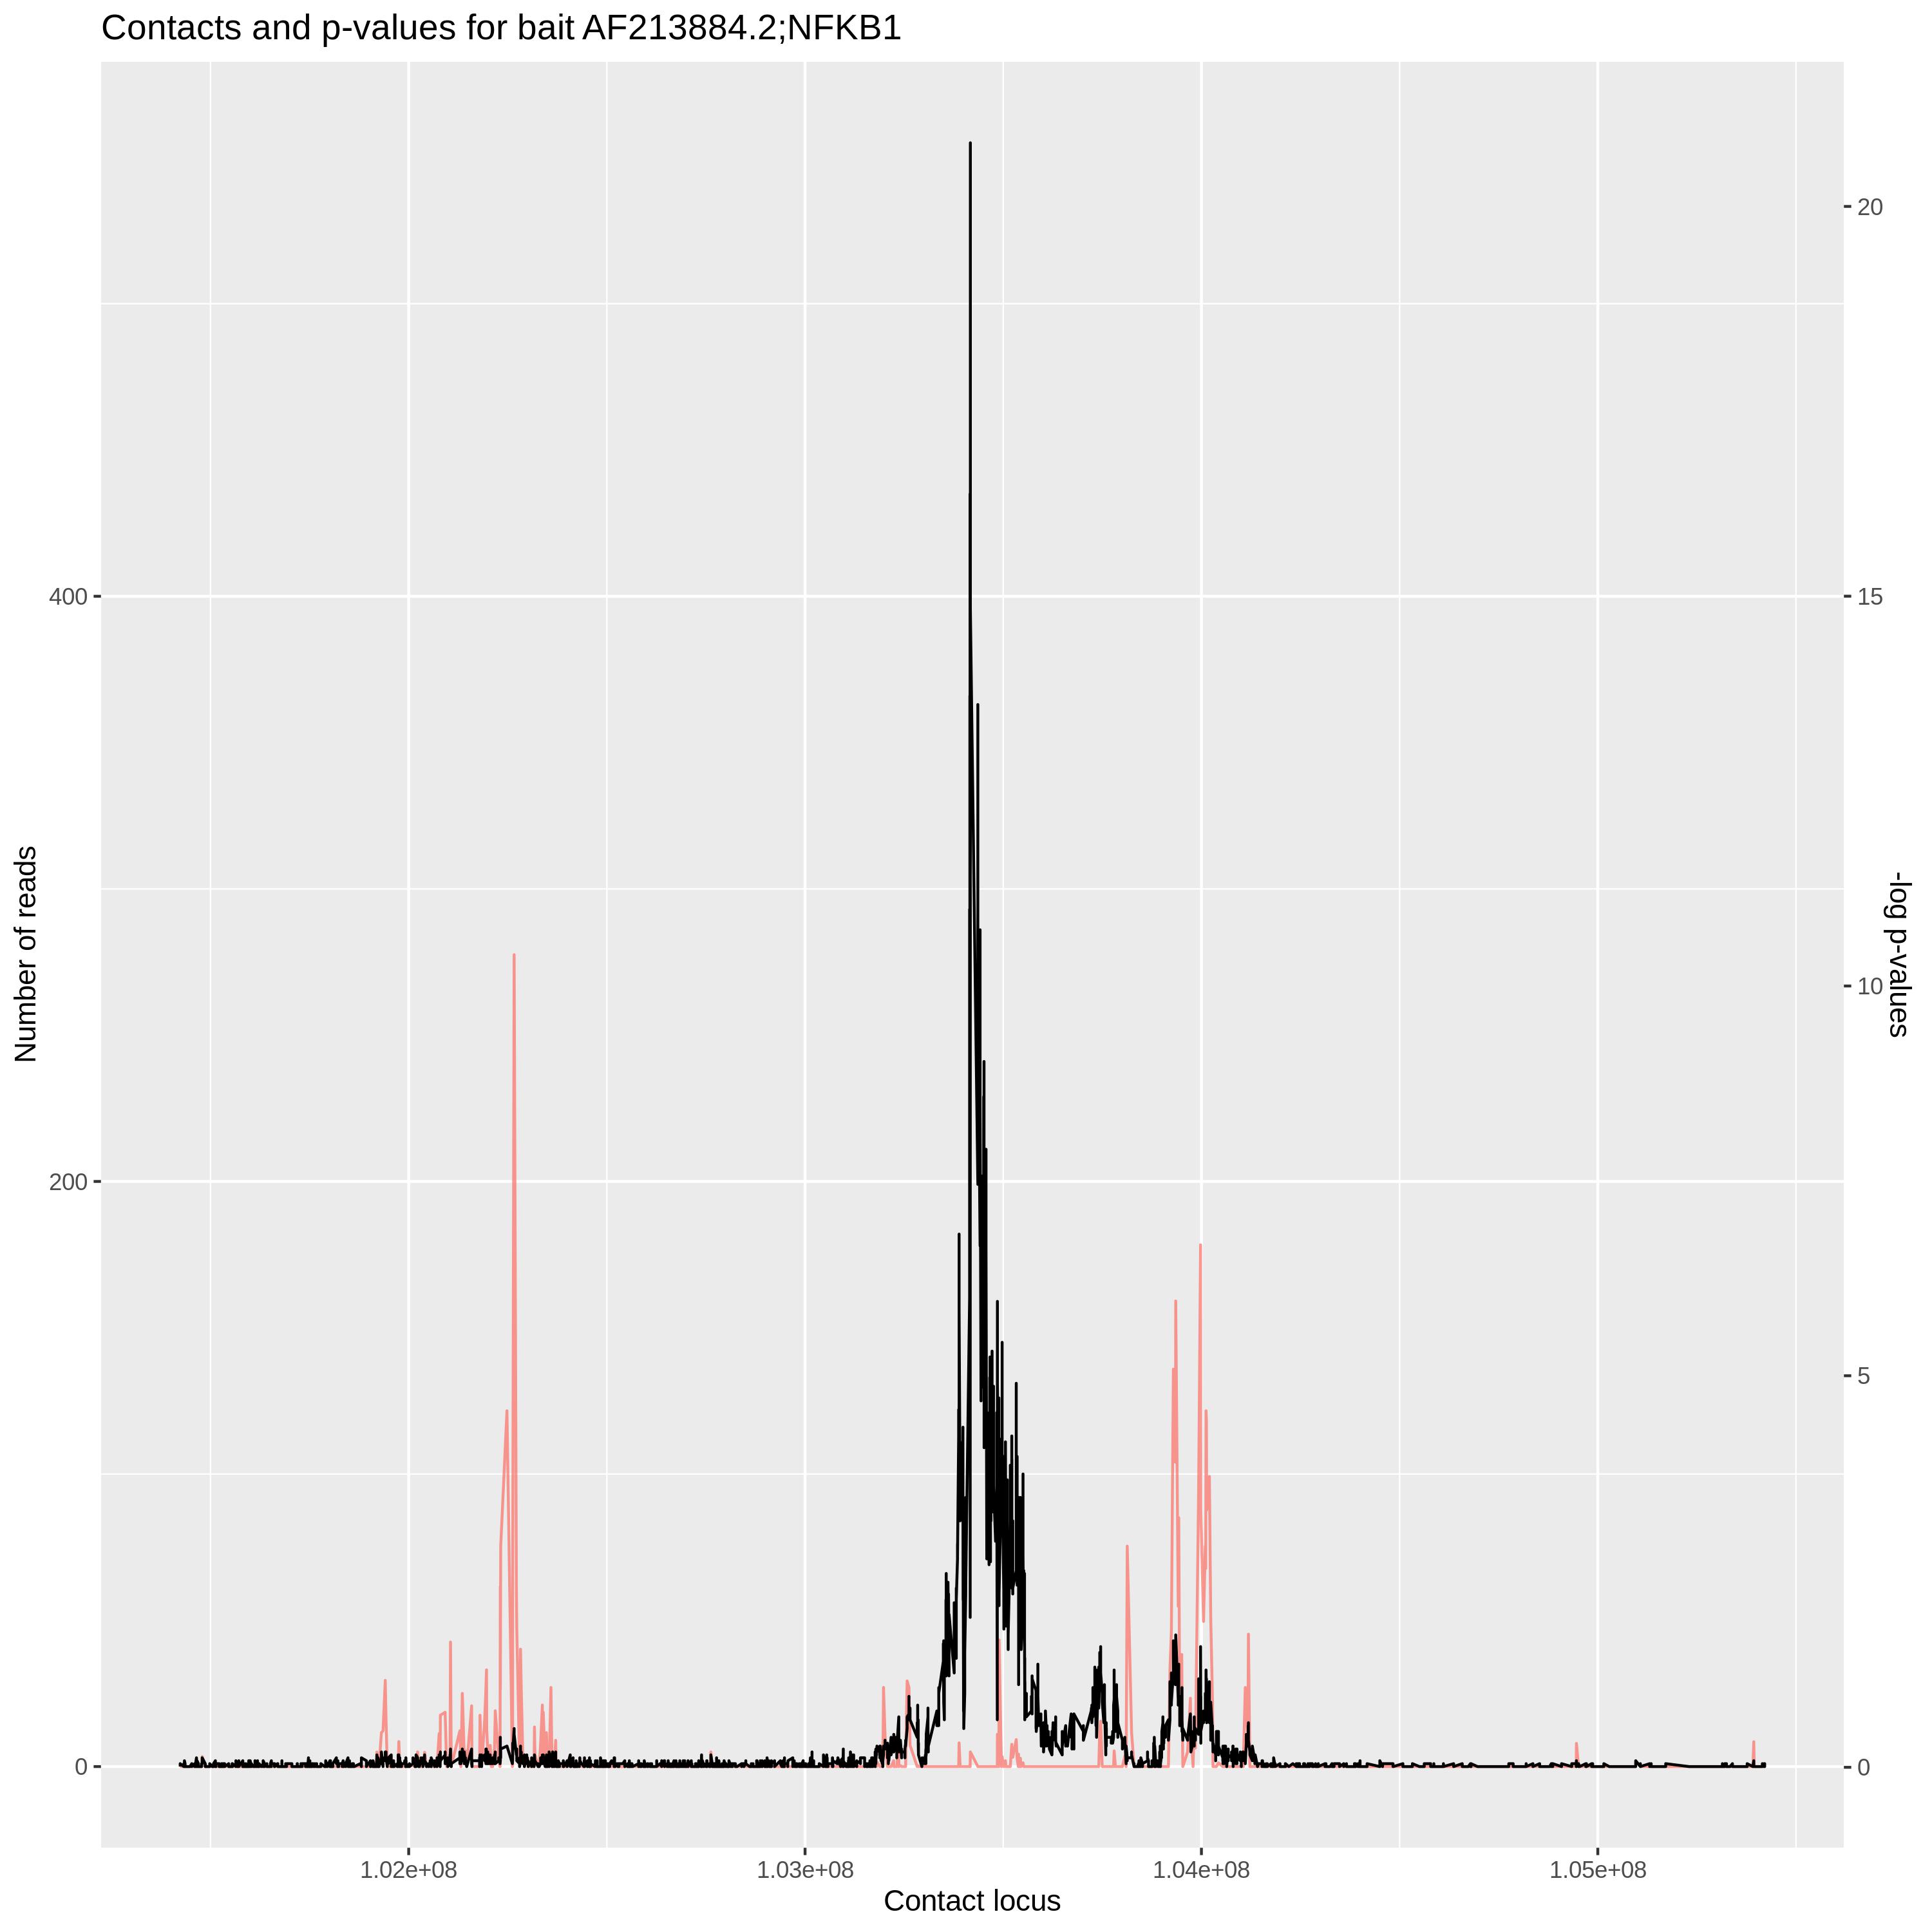 Contacts and p-values for bait AF213884.2;NFKB1
Number of reads
400
200
0
20
15
10
5
0
-log p-values
1.02e+08 1.03e+08 1.04e+08 1.05e+08
Contact locus